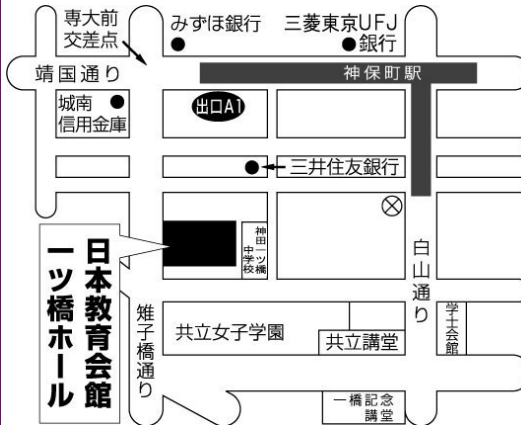 専大前
交差点
みずほ銀行
三菱東京UFJ
銀行
靖国通り
神保町駅
城南
信用金庫
出口A1
三井住友銀行
神田一ツ橋
中学校
白山通り
日本教育会館
一ツ橋ホール
雉子橋通り
共立女子学園
共立講堂
学士会館
一橋記念
講堂